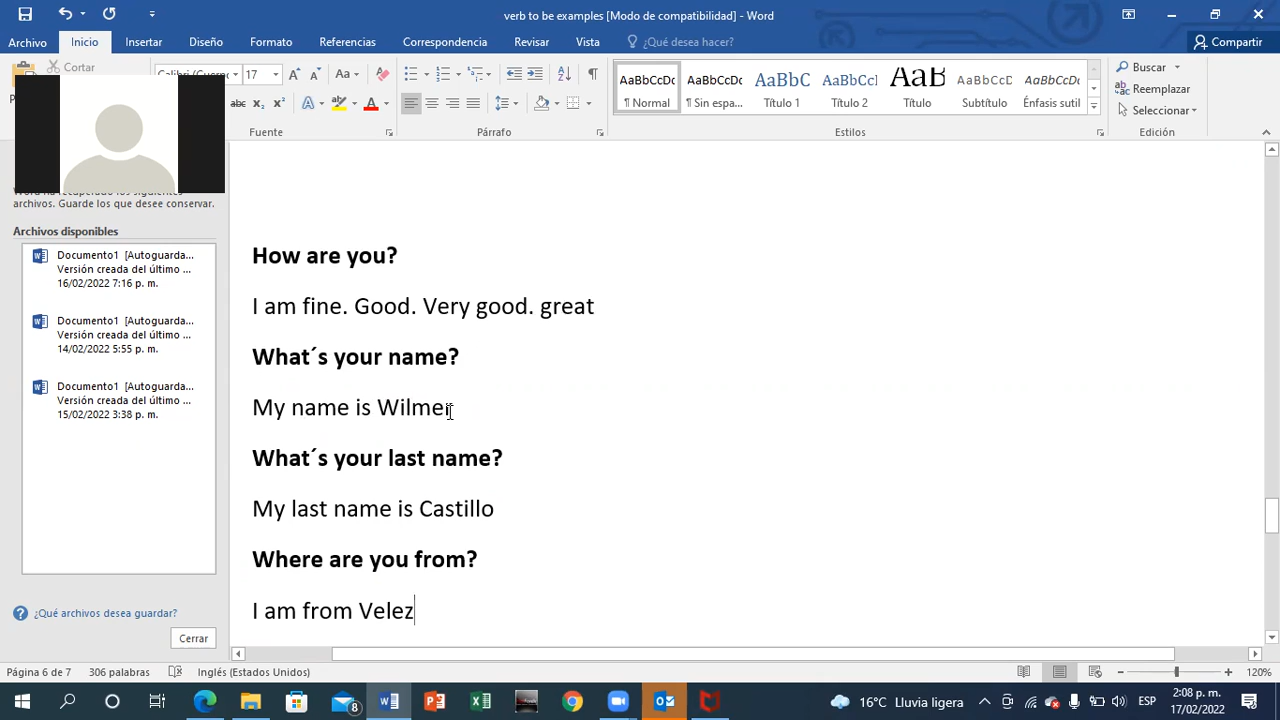 verb to be examples [Modo de compatibilidad] - Word
Archivo Inicio Insertar Diseño Formato Referencias Correspondencia Revisar Vista ¿Qué desea hacer? Compartir
Cortar
17
Aa
abc x₂ x² A A
Fuente
Párrafo
AaBbCcDc AaBbCcDc AaBbC AaBbCc AaB AaBbCcD AaBbCcDc
¶ Normal ¶ Sin espa... Título 1 Título 2 Título Subtítulo Énfasis sutil
Estilos
Buscar
Reemplazar
Seleccionar
Edición
archivos. Guarde los que desee conservar.
Archivos disponibles
Documento1 [Autoguarda...
Versión creada del último ...
16/02/2022 7:16 p. m.
Documento1 [Autoguarda...
Versión creada del último ...
14/02/2022 5:55 p. m.
Documento1 [Autoguarda...
Versión creada del último ...
15/02/2022 3:38 p. m.
¿Qué archivos desea guardar?
Cerrar
How are you?
I am fine. Good. Very good. great
What´s your name?
My name is Wilmer
What´s your last name?
My last name is Castillo
Where are you from?
I am from Velez
Página 6 de 7 306 palabras Inglés (Estados Unidos) 120%
8
16°C Lluvia ligera ESP 2:08 p. m.
17/02/2022